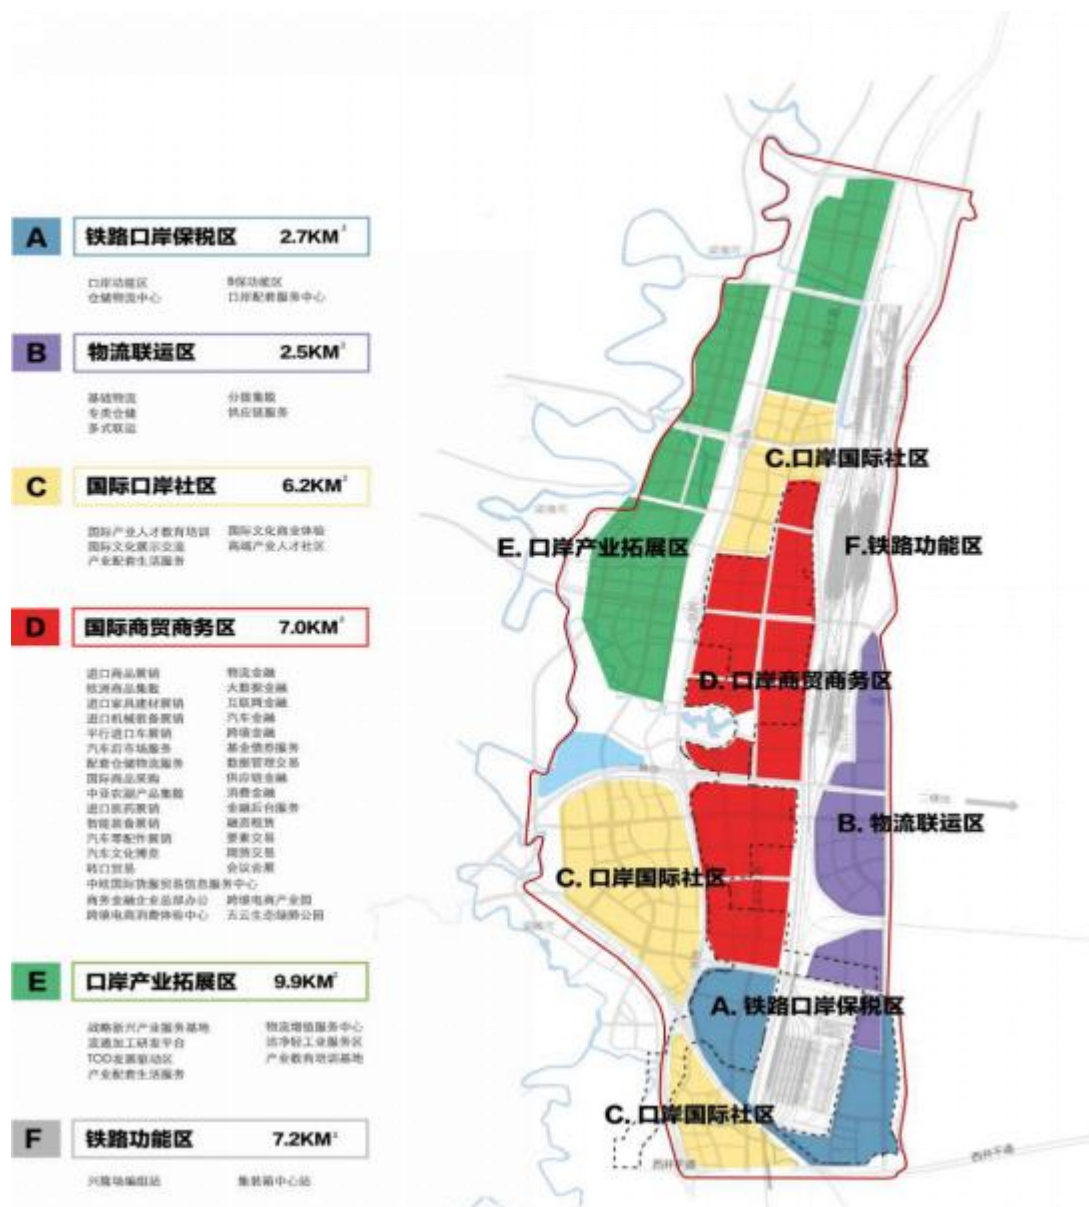 A 铁路口岸保税区 2.7KM²
口岸功能区 B保功能区
仓储物流中心 口岸配套服务中心
B 物流联运区 2.5KM²
基础物流 分拨集散
专类仓储 供应链服务
多式联运
C 国际口岸社区 6.2KM²
国际产业人才教育培训 国际文化商业体验
国际文化展示交流 高端产业人才社区
产业配套生活服务
D 国际商贸商务区 7.0KM²
进口商品展销 物流金融
欧洲商品集散 大数据金融
进口家具建材展销 互联网金融
进口机械装备展销 汽车金融
平行进口车展销 跨境金融
汽车后市场服务 基金债券服务
配套仓储物流服务 数据管理交易
国际商品采购 供应链金融
中亚农副产品集散 消费金融
进口医药展销 金融后台服务
智能装备展销 融资租赁
汽车零配件展销 要素交易
汽车文化博览 期货交易
转口贸易 会议会展
中欧国际货服贸易信息服务中心
商务金融企业总部办公 跨境电商产业园
跨境电商消费体验中心 五云生态绿肺公园
E 口岸产业拓展区 9.9KM²
战略新兴产业服务基地 物流增值服务中心
流通加工研发平台 洁净轻工业服务区
TOD发展驱动区 产业教育培训基地
产业配套生活服务
F 铁路功能区 7.2KM²
兴隆场编组站 集装箱中心站
C.口岸国际社区
E. 口岸产业拓展区
F.铁路功能区
D. 口岸商贸商务区
B. 物流联运区
C. 口岸国际社区
A. 铁路口岸保税区
C. 口岸国际社区
梁滩河
梁滩河
梁滩河
西井干道
西井干道